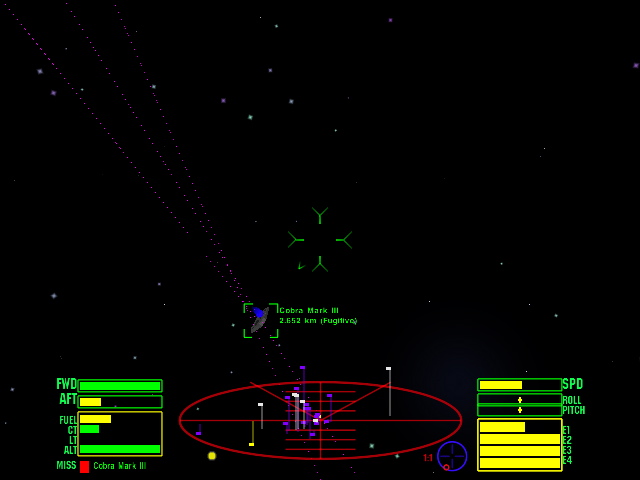 Cobra Mark III
2.652 km (Fugitive)
FWD
AFT
FUEL
CT
LT
ALT
MISS Cobra Mark III
SPD
ROLL
PITCH
E1
E2
E3
E4
1:1